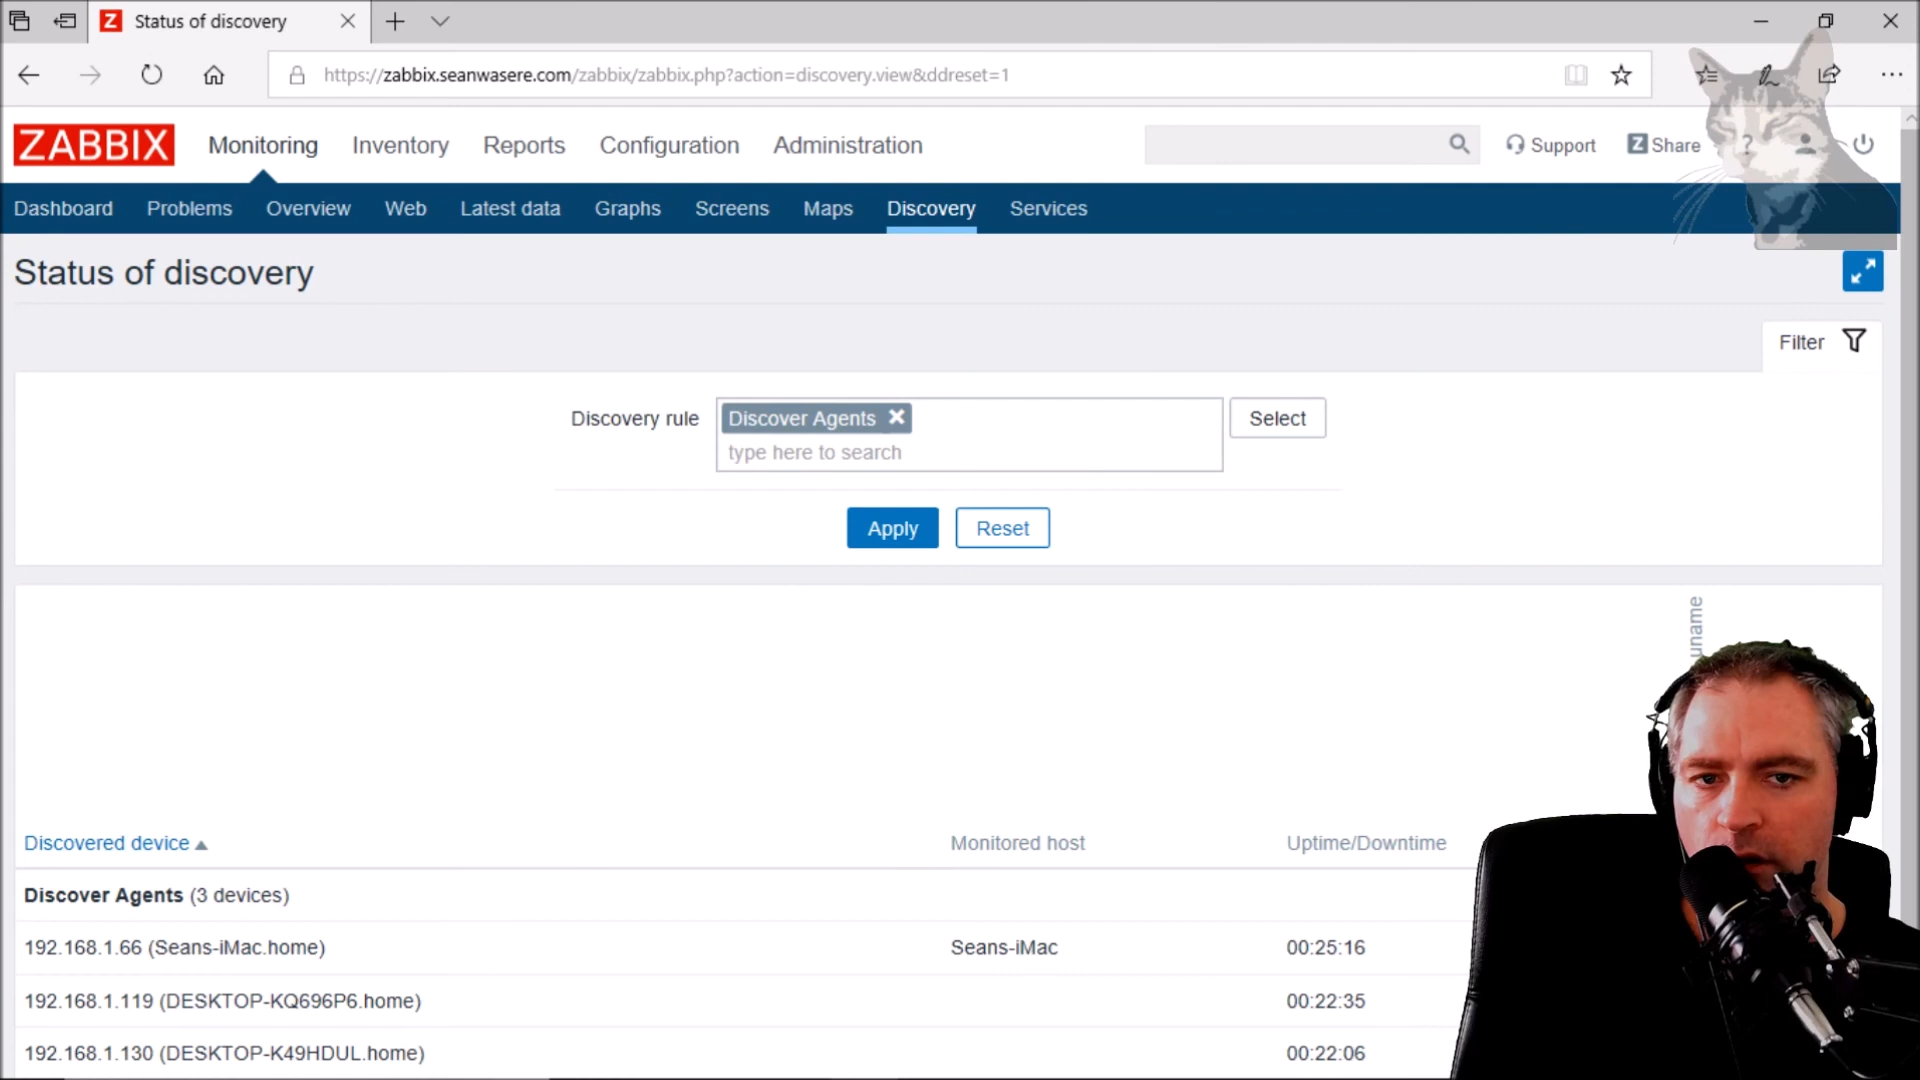 Status of discovery
https://zabbix.seanwasere.com/zabbix/zabbix.php?action=discovery.view&ddreset=1
ZABBIX Monitoring Inventory Reports Configuration Administration Support Z Share ?
Dashboard Problems Overview Web Latest data Graphs Screens Maps Discovery Services
Status of discovery
Filter
Discovery rule Discover Agents Select
type here to search
Apply Reset
uname
Discovered device Monitored host Uptime/Downtime
Discover Agents (3 devices)
192.168.1.66 (Seans-iMac.home) Seans-iMac 00:25:16
192.168.1.119 (DESKTOP-KQ696P6.home) 00:22:35
192.168.1.130 (DESKTOP-K49HDUL.home) 00:22:06